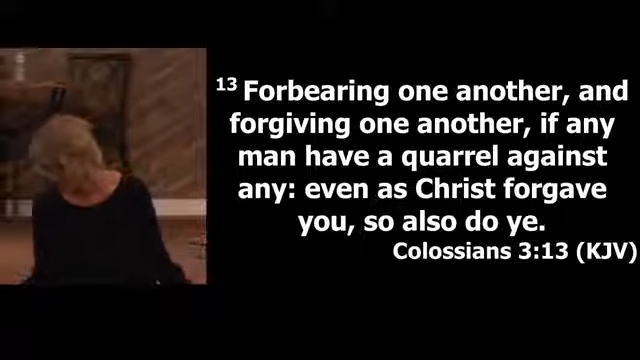 13 Forbearing one another, and
forgiving one another, if any
man have a quarrel against
any: even as Christ forgave
you, so also do ye.
Colossians 3:13 (KJV)